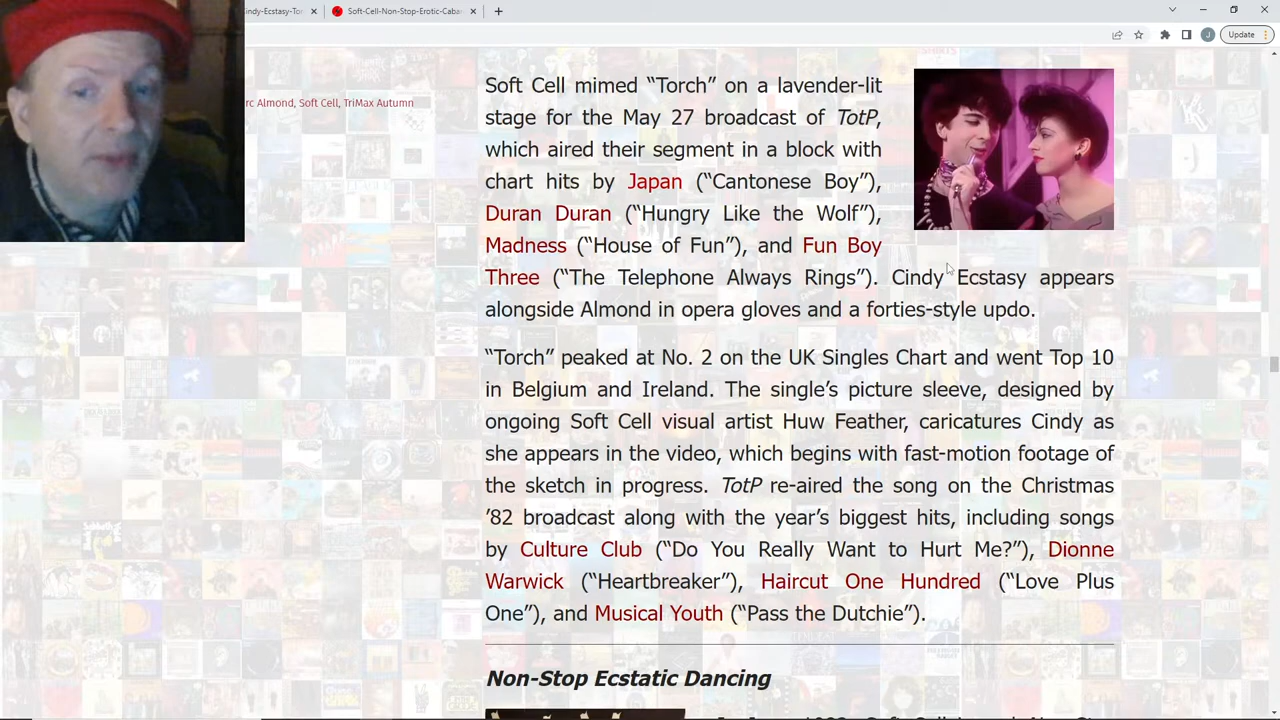 indy-Ecstasy-To
Soft-Cell-Non-Stop-Erotic-Caba
Update
J
rc Almond, Soft Cell, TriMax Autumn
Soft Cell mimed “Torch” on a lavender-lit
stage for the May 27 broadcast of TotP,
which aired their segment in a block with
chart hits by Japan (“Cantonese Boy”),
Duran Duran (“Hungry Like the Wolf”),
Madness (“House of Fun”), and Fun Boy
Three (“The Telephone Always Rings”). Cindy Ecstasy appears
alongside Almond in opera gloves and a forties-style updo.
“Torch” peaked at No. 2 on the UK Singles Chart and went Top 10
in Belgium and Ireland. The single’s picture sleeve, designed by
ongoing Soft Cell visual artist Huw Feather, caricatures Cindy as
she appears in the video, which begins with fast-motion footage of
the sketch in progress. TotP re-aired the song on the Christmas
’82 broadcast along with the year’s biggest hits, including songs
by Culture Club (“Do You Really Want to Hurt Me?”), Dionne
Warwick (“Heartbreaker”), Haircut One Hundred (“Love Plus
One”), and Musical Youth (“Pass the Dutchie”).
Non-Stop Ecstatic Dancing